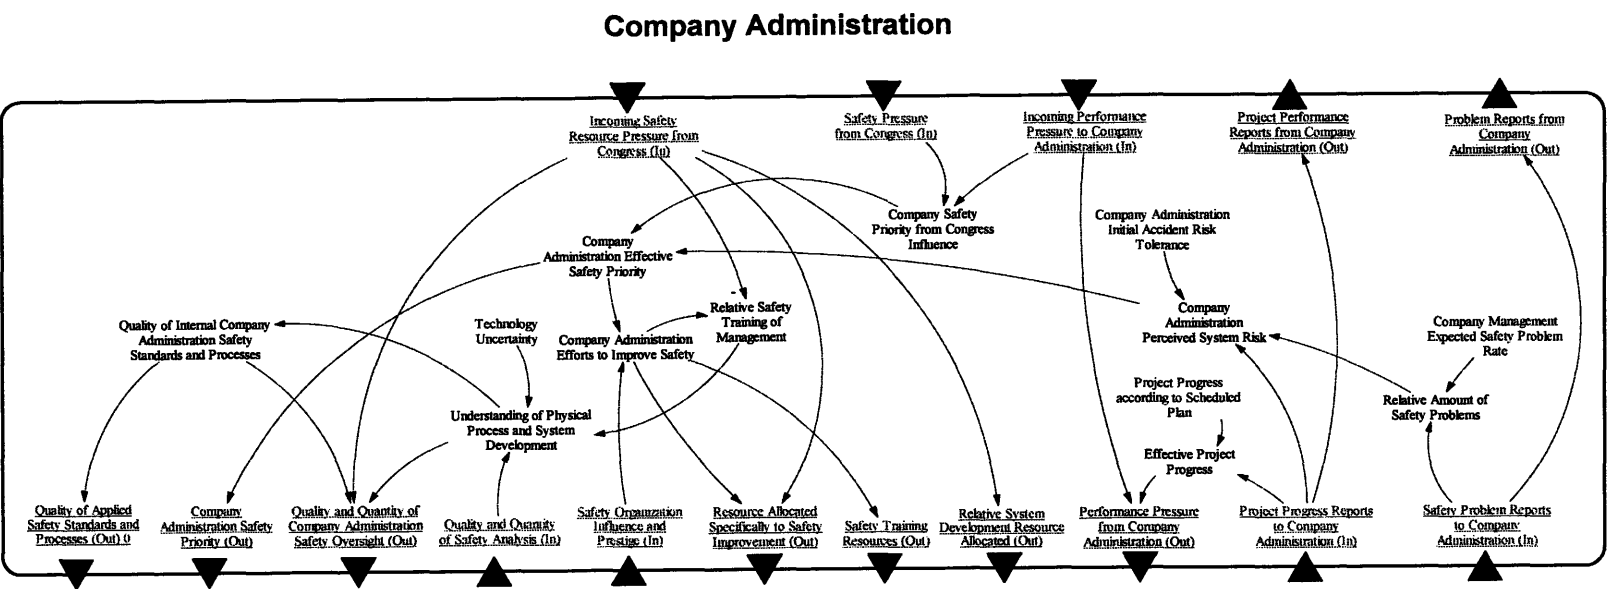 Company Administration
Incoming Safety
Resource Pressure from
Congress (In)
Safety Pressure
from Congress (In)
Incoming Performance
Pressure to Company
Administration (In)
Project Performance
Reports from Company
Administration (Out)
Problem Reports from
Company
Administration (Out)
Company Safety
Priority from Congress
Influence
Company Administration
Initial Accident Risk
Tolerance
Company
Administration Effective
Safety Priority
-
Relative Safety
Training of
Management
Company
Administration
Perceived System Risk
Quality of Internal Company
Administration Safety
Standards and Processes
Technology
Uncertainty
Company Administration
Efforts to Improve Safety
Company Management
Expected Safety Problem
Rate
Project Progress
according to Scheduled
Plan
Relative Amount of
Safety Problems
Understanding of Physical
Process and System
Development
Effective Project
Progress
Quality of Applied
Safety Standards and
Processes (Out) 0
Company
Administration Safety
Priority (Out)
Quality and Quantity of
Company Administration
Safety Oversight (Out)
Quality and Quantity
of Safety Analysis (In)
Safety Organization
Influence and
Prestige (In)
Resource Allocated
Specifically to Safety
Improvement (Out)
Safety Training
Resources (Out)
Relative System
Development Resource
Allocated (Out)
Performance Pressure
from Company
Administration (Out)
Project Progress Reports
to Company
Administration (In)
Safety Problem Reports
to Company
Administration (In)